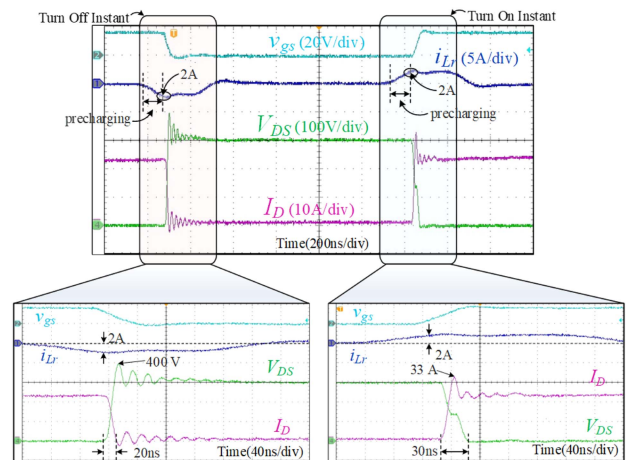 Turn Off Instant
Turn On Instant
vgs (20V/div)
iLr (5A/div)
2A
2A
precharging
precharging
VDS (100V/div)
ID (10A/div)
Time(200ns/div)
vgs
2A
iLr
400 V
VDS
ID
20ns
Time(40ns/div)
vgs
iLr
2A
33 A
ID
VDS
30ns
Time(40ns/div)